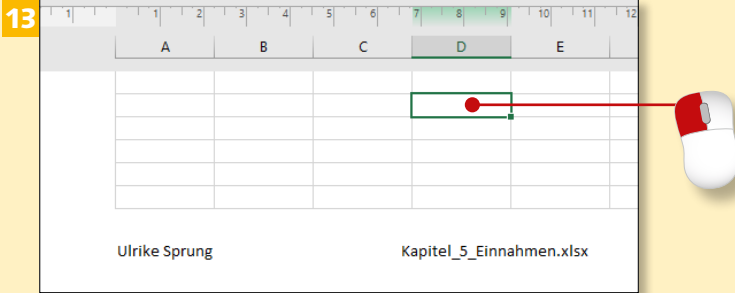 13
1 1 2 3 4 5 6 7 8 9 10 11 12
A B C D E
Ulrike Sprung Kapitel_5_Einnahmen.xlsx